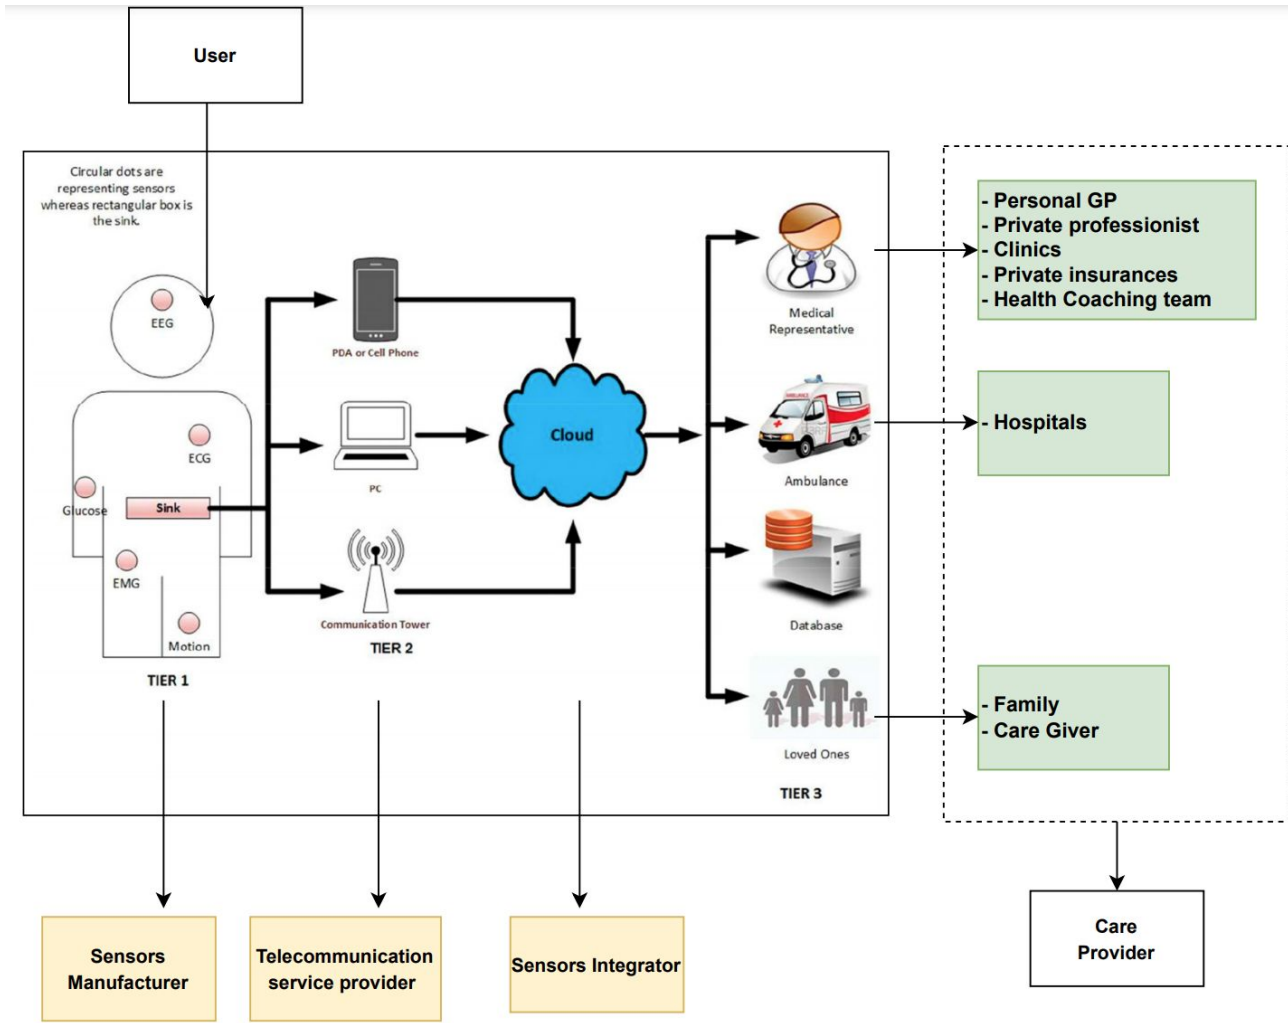 User
Circular dots are
representing sensors
whereas rectangular box is
the sink.
EEG
ECG
Glucose
Sink
EMG
Motion
TIER 1
PDA or Cell Phone
PC
Communication Tower
TIER 2
Cloud
Medical
Representative
AMBULANCE
Ambulance
Database
Loved Ones
TIER 3
- Personal GP
- Private professionist
- Clinics
- Private insurances
- Health Coaching team
- Hospitals
- Family
- Care Giver
Sensors
Manufacturer
Telecommunication
service provider
Sensors Integrator
Care
Provider